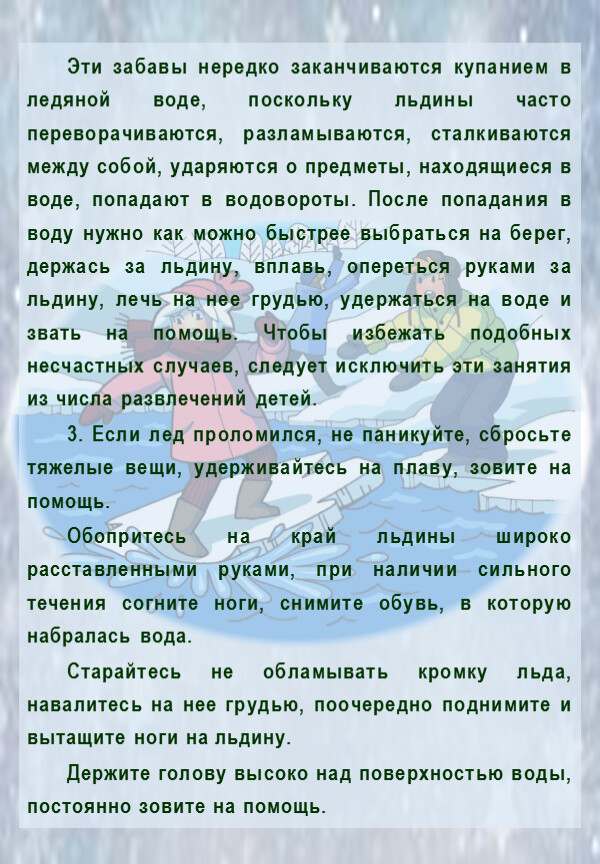 Эти забавы нередко заканчиваются купанием в
ледяной воде, поскольку льдины часто
переворачиваются, разламываются, сталкиваются
между собой, ударяются о предметы, находящиеся в
воде, попадают в водовороты. После попадания в
воду нужно как можно быстрее выбраться на берег,
держась за льдину, вплавь, опереться руками за
льдину, лечь на нее грудью, удержаться на воде и
звать на помощь. Чтобы избежать подобных
несчастных случаев, следует исключить эти занятия
из числа развлечений детей.
3. Если лед проломился, не паникуйте, сбросьте
тяжелые вещи, удерживайтесь на плаву, зовите на
помощь.
Обопритесь на край льдины широко
расставленными руками, при наличии сильного
течения согните ноги, снимите обувь, в которую
набралась вода.
Старайтесь не обламывать кромку льда,
навалитесь на нее грудью, поочередно поднимите и
вытащите ноги на льдину.
Держите голову высоко над поверхностью воды,
постоянно зовите на помощь.